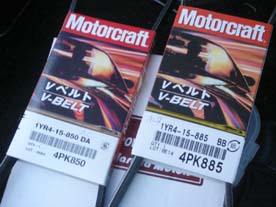 Motorcraft
Vベルト
V-BELT
1YR4-15-850 DA
4PK850
Motorcraft
Vベルト
V-BELT
1YR4-15-885 BB
4PK885